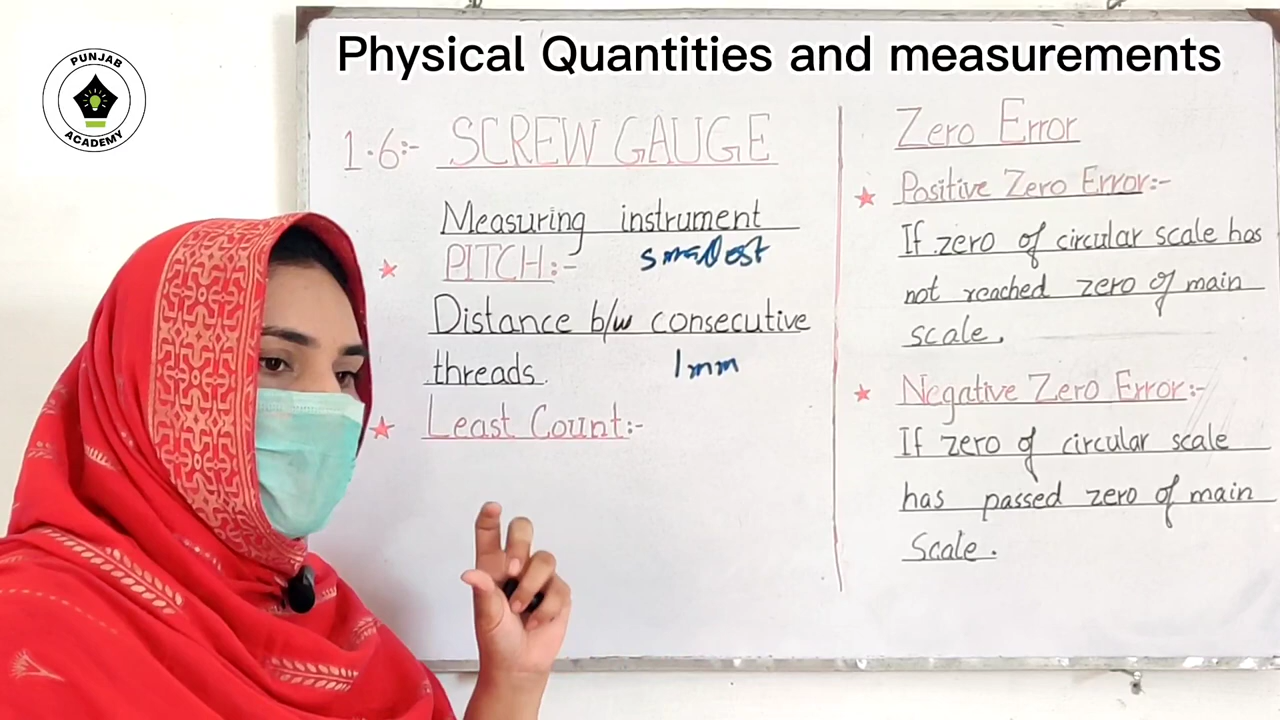 Physical Quantities and measurements
PUNJAB
ACADEMY
1.6:- SCREW GAUGE
Measuring instrument
smallest
PITCH:-
Distance b/w consecutive
threads.
1mm
Least Count:-
Zero Error
Positive Zero Error:-
If zero of circular scale has
not reached zero of main
scale.
Negative Zero Error:-
If zero of circular scale
has passed zero of main
Scale.